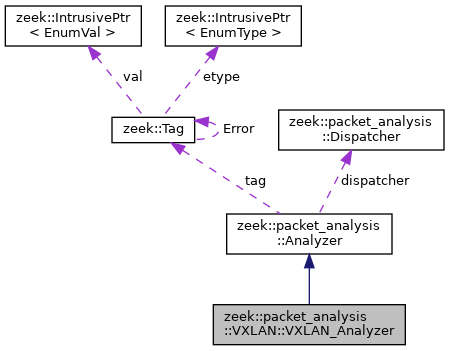 zeek::IntrusivePtr
< EnumVal >
zeek::IntrusivePtr
< EnumType >
val
etype
zeek::Tag
Error
zeek::packet_analysis
::Dispatcher
tag
dispatcher
zeek::packet_analysis
::Analyzer
zeek::packet_analysis
::VXLAN::VXLAN_Analyzer